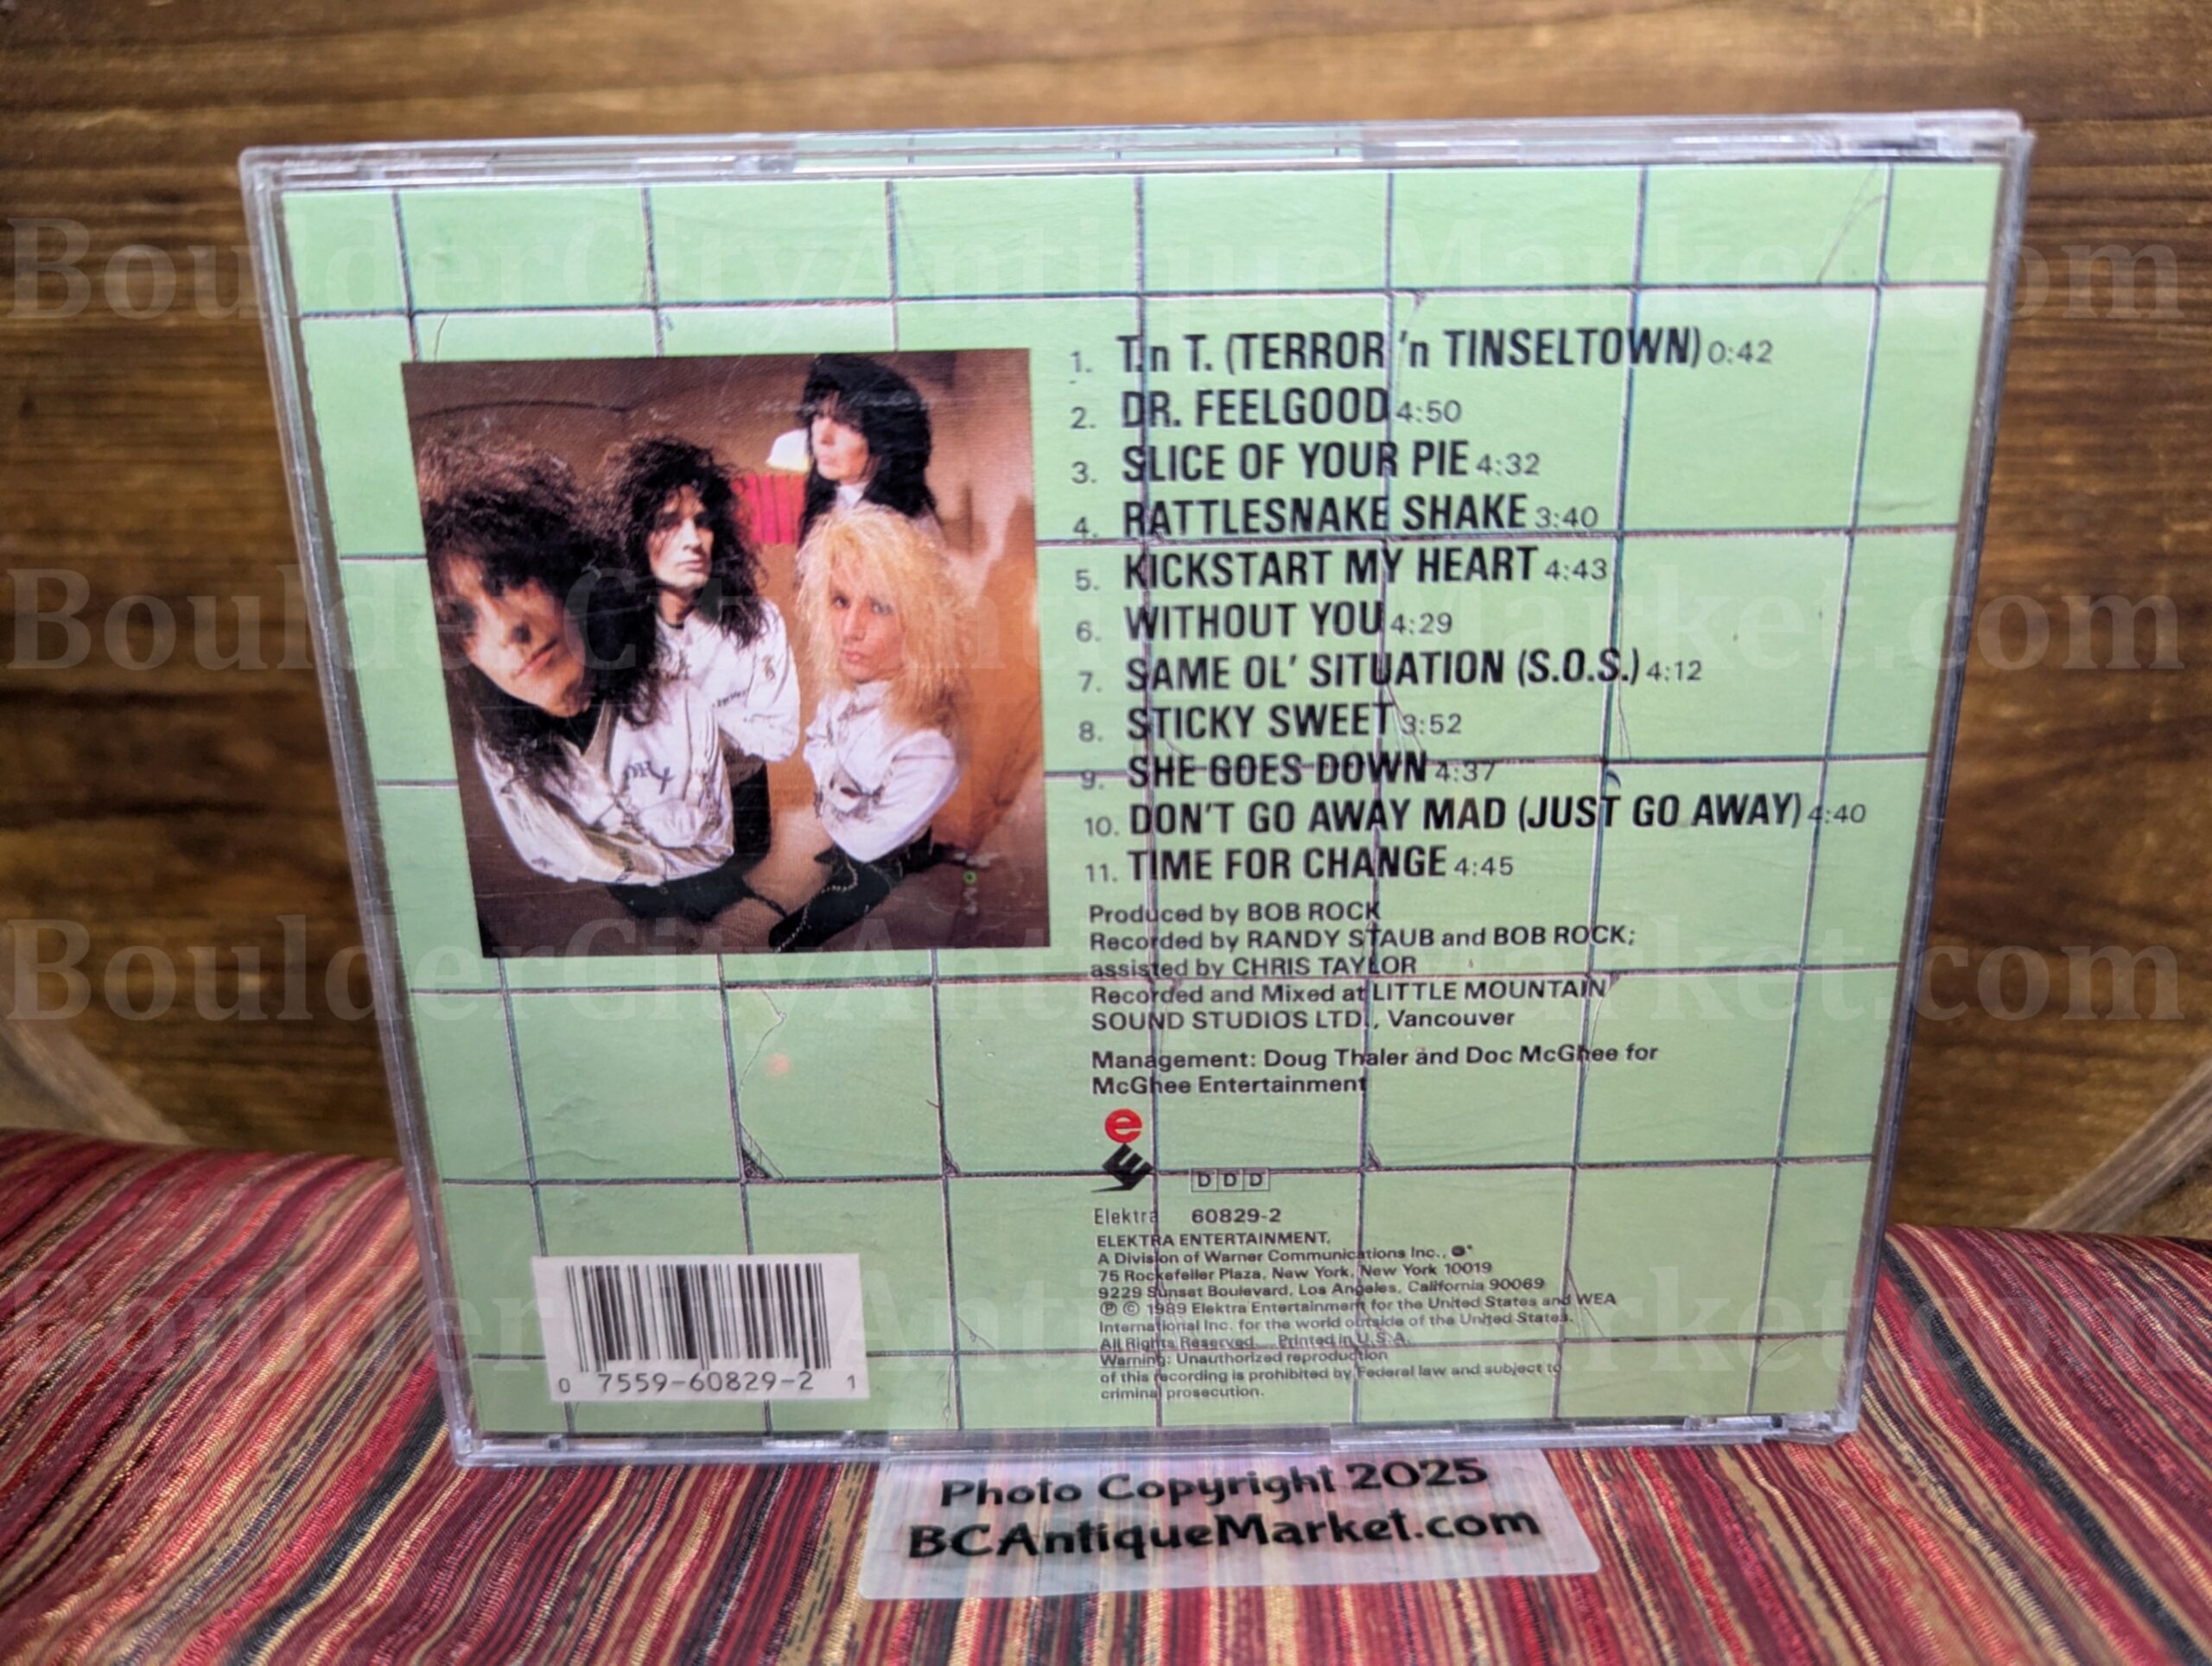 BoulderCityAntiqueMarket.com
1. T.n T. (TERROR 'n TINSELTOWN) 0:42
2. DR. FEELGOOD 4:50
3. SLICE OF YOUR PIE 4:32
4. RATTLESNAKE SHAKE 3:40
5. KICKSTART MY HEART 4:43
6. WITHOUT YOU 4:29
7. SAME OL' SITUATION (S.O.S.) 4:12
8. STICKY SWEET 3:52
9. SHE GOES DOWN 4:37
10. DON'T GO AWAY MAD (JUST GO AWAY) 4:40
11. TIME FOR CHANGE 4:45
Produced by BOB ROCK
Recorded by RANDY STAUB and BOB ROCK;
assisted by CHRIS TAYLOR
Recorded and Mixed at LITTLE MOUNTAIN
SOUND STUDIOS LTD., Vancouver
Management: Doug Thaler and Doc McGhee for
McGhee Entertainment
e
DDD
Elektra 60829-2
ELEKTRA ENTERTAINMENT.
A Division of Warner Communications Inc.,
75 Rockefeller Plaza, New York, New York 10019
9229 Sunset Boulevard, Los Angeles, California 90069
Ⓟ © 1989 Elektra Entertainment for the United States and WEA
International Inc. for the world outside of the United States.
All Rights Reserved. Printed in U.S.A.
Warning: Unauthorized reproduction
of this recording is prohibited by Federal law and subject to
criminal prosecution.
0 7559-60829-2 1
BoulderCityAntiqueMarket.com
BoulderCityAntiqueMarket.com
BoulderCityAntiqueMarket.com
Photo Copyright 2025
BCAntiqueMarket.com